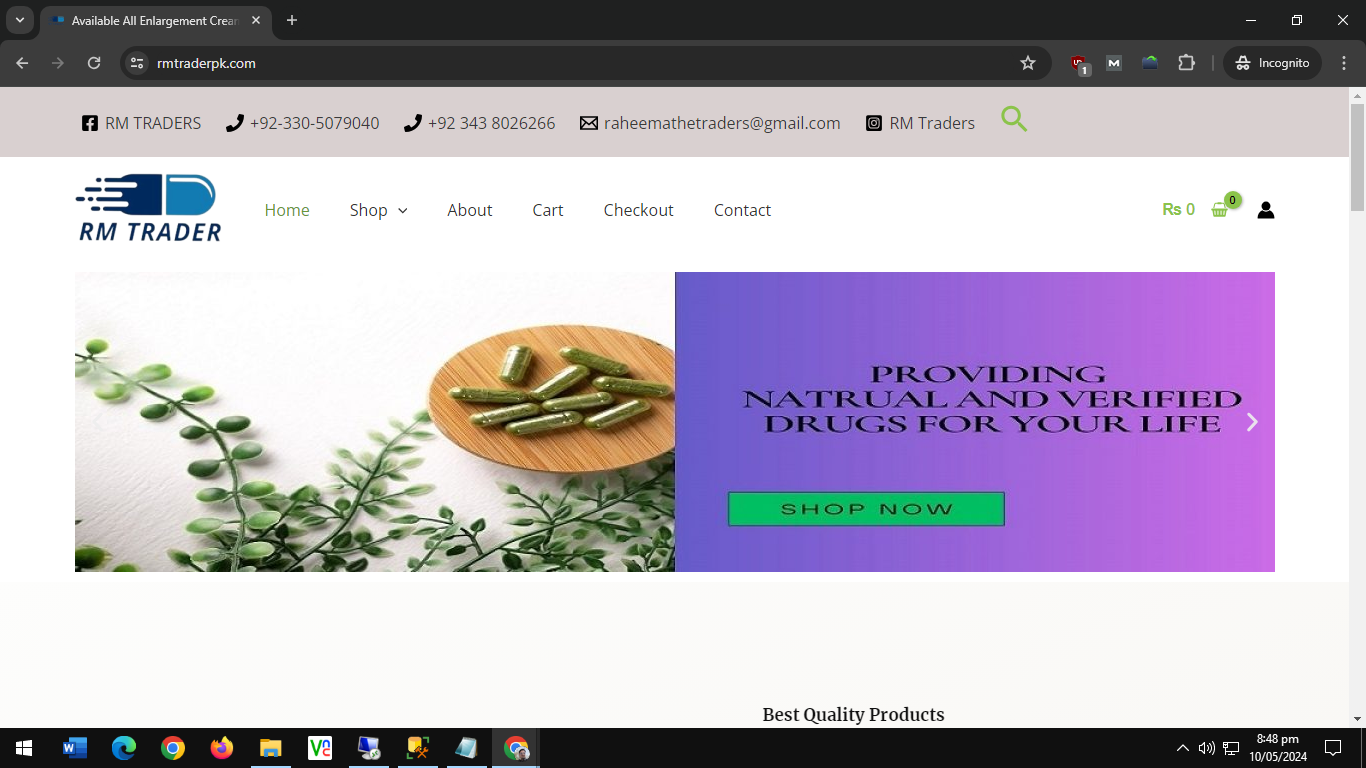 Available All Enlargement Crean
rmtraderpk.com
1
Incognito
RM TRADERS +92-330-5079040 +92 343 8026266 raheemathetraders@gmail.com RM Traders
RM TRADER
Home Shop About Cart Checkout Contact
₨ 0 0
PROVIDING
NATRUAL AND VERIFIED
DRUGS FOR YOUR LIFE
SHOP NOW
Best Quality Products
8:48 pm
10/05/2024